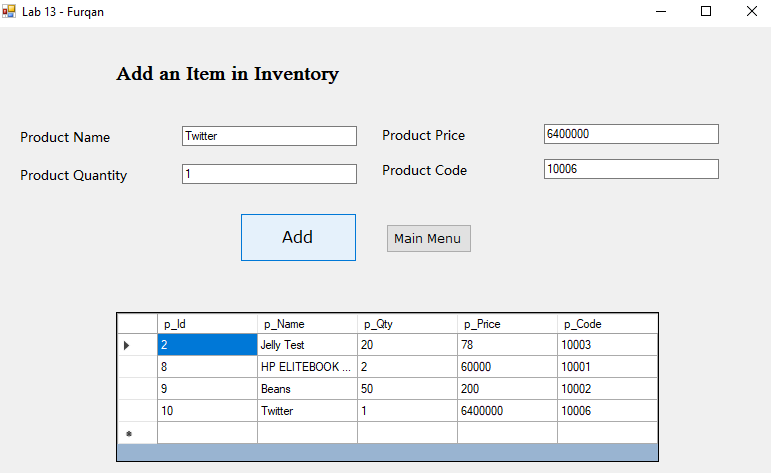 Lab 13 - Furqan
Add an Item in Inventory
Product Name Twitter Product Price 6400000
Product Quantity 1 Product Code 10006
Add Main Menu
p_Id p_Name p_Qty p_Price p_Code
2 Jelly Test 20 78 10003
8 HP ELITEBOOK ... 2 60000 10001
9 Beans 50 200 10002
10 Twitter 1 6400000 10006